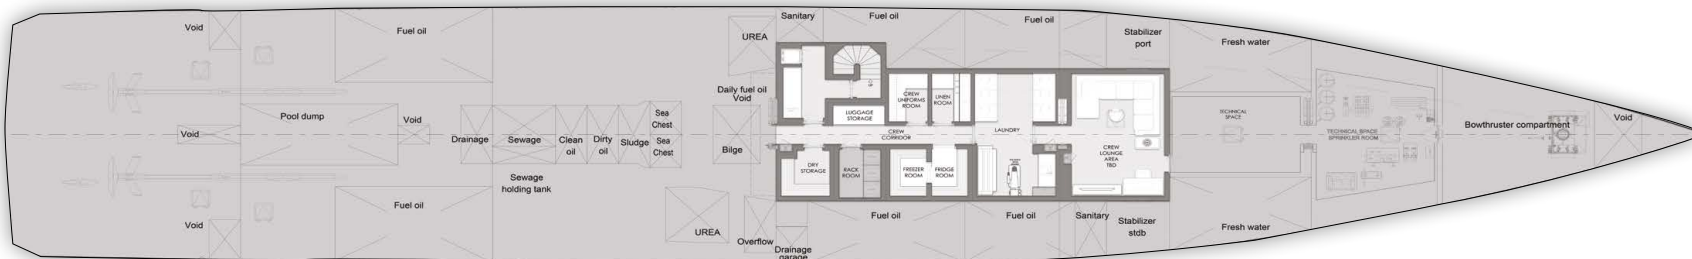 Void
Fuel oil
UREA
Sanitary
Fuel oil
Fuel oil
Stabilizer
port
Fresh water
Daily fuel oil
Void
Void
Pool dump
Void
Drainage
Sewage
Clean
oil
Dirty
oil
Sludge
Sea
Chest
Sea
Chest
Bilge
LUGGAGE
STORAGE
CREW
UNIFORMS
ROOM
LINEN
ROOM
CREW
CORRIDOR
LAUNDRY
DRY
STORAGE
RACK
ROOM
FREEZER
ROOM
FRIDGE
ROOM
CREW
LOUNGE
AREA
TBD
TECHNICAL
SPACE
TECHNICAL SPACE
SPRINKLER ROOM
Bowthruster compartment
Void
Sewage
holding tank
Void
Fuel oil
UREA
Overflow
Drainage
garage
Fuel oil
Fuel oil
Sanitary
Stabilizer
stdb
Fresh water